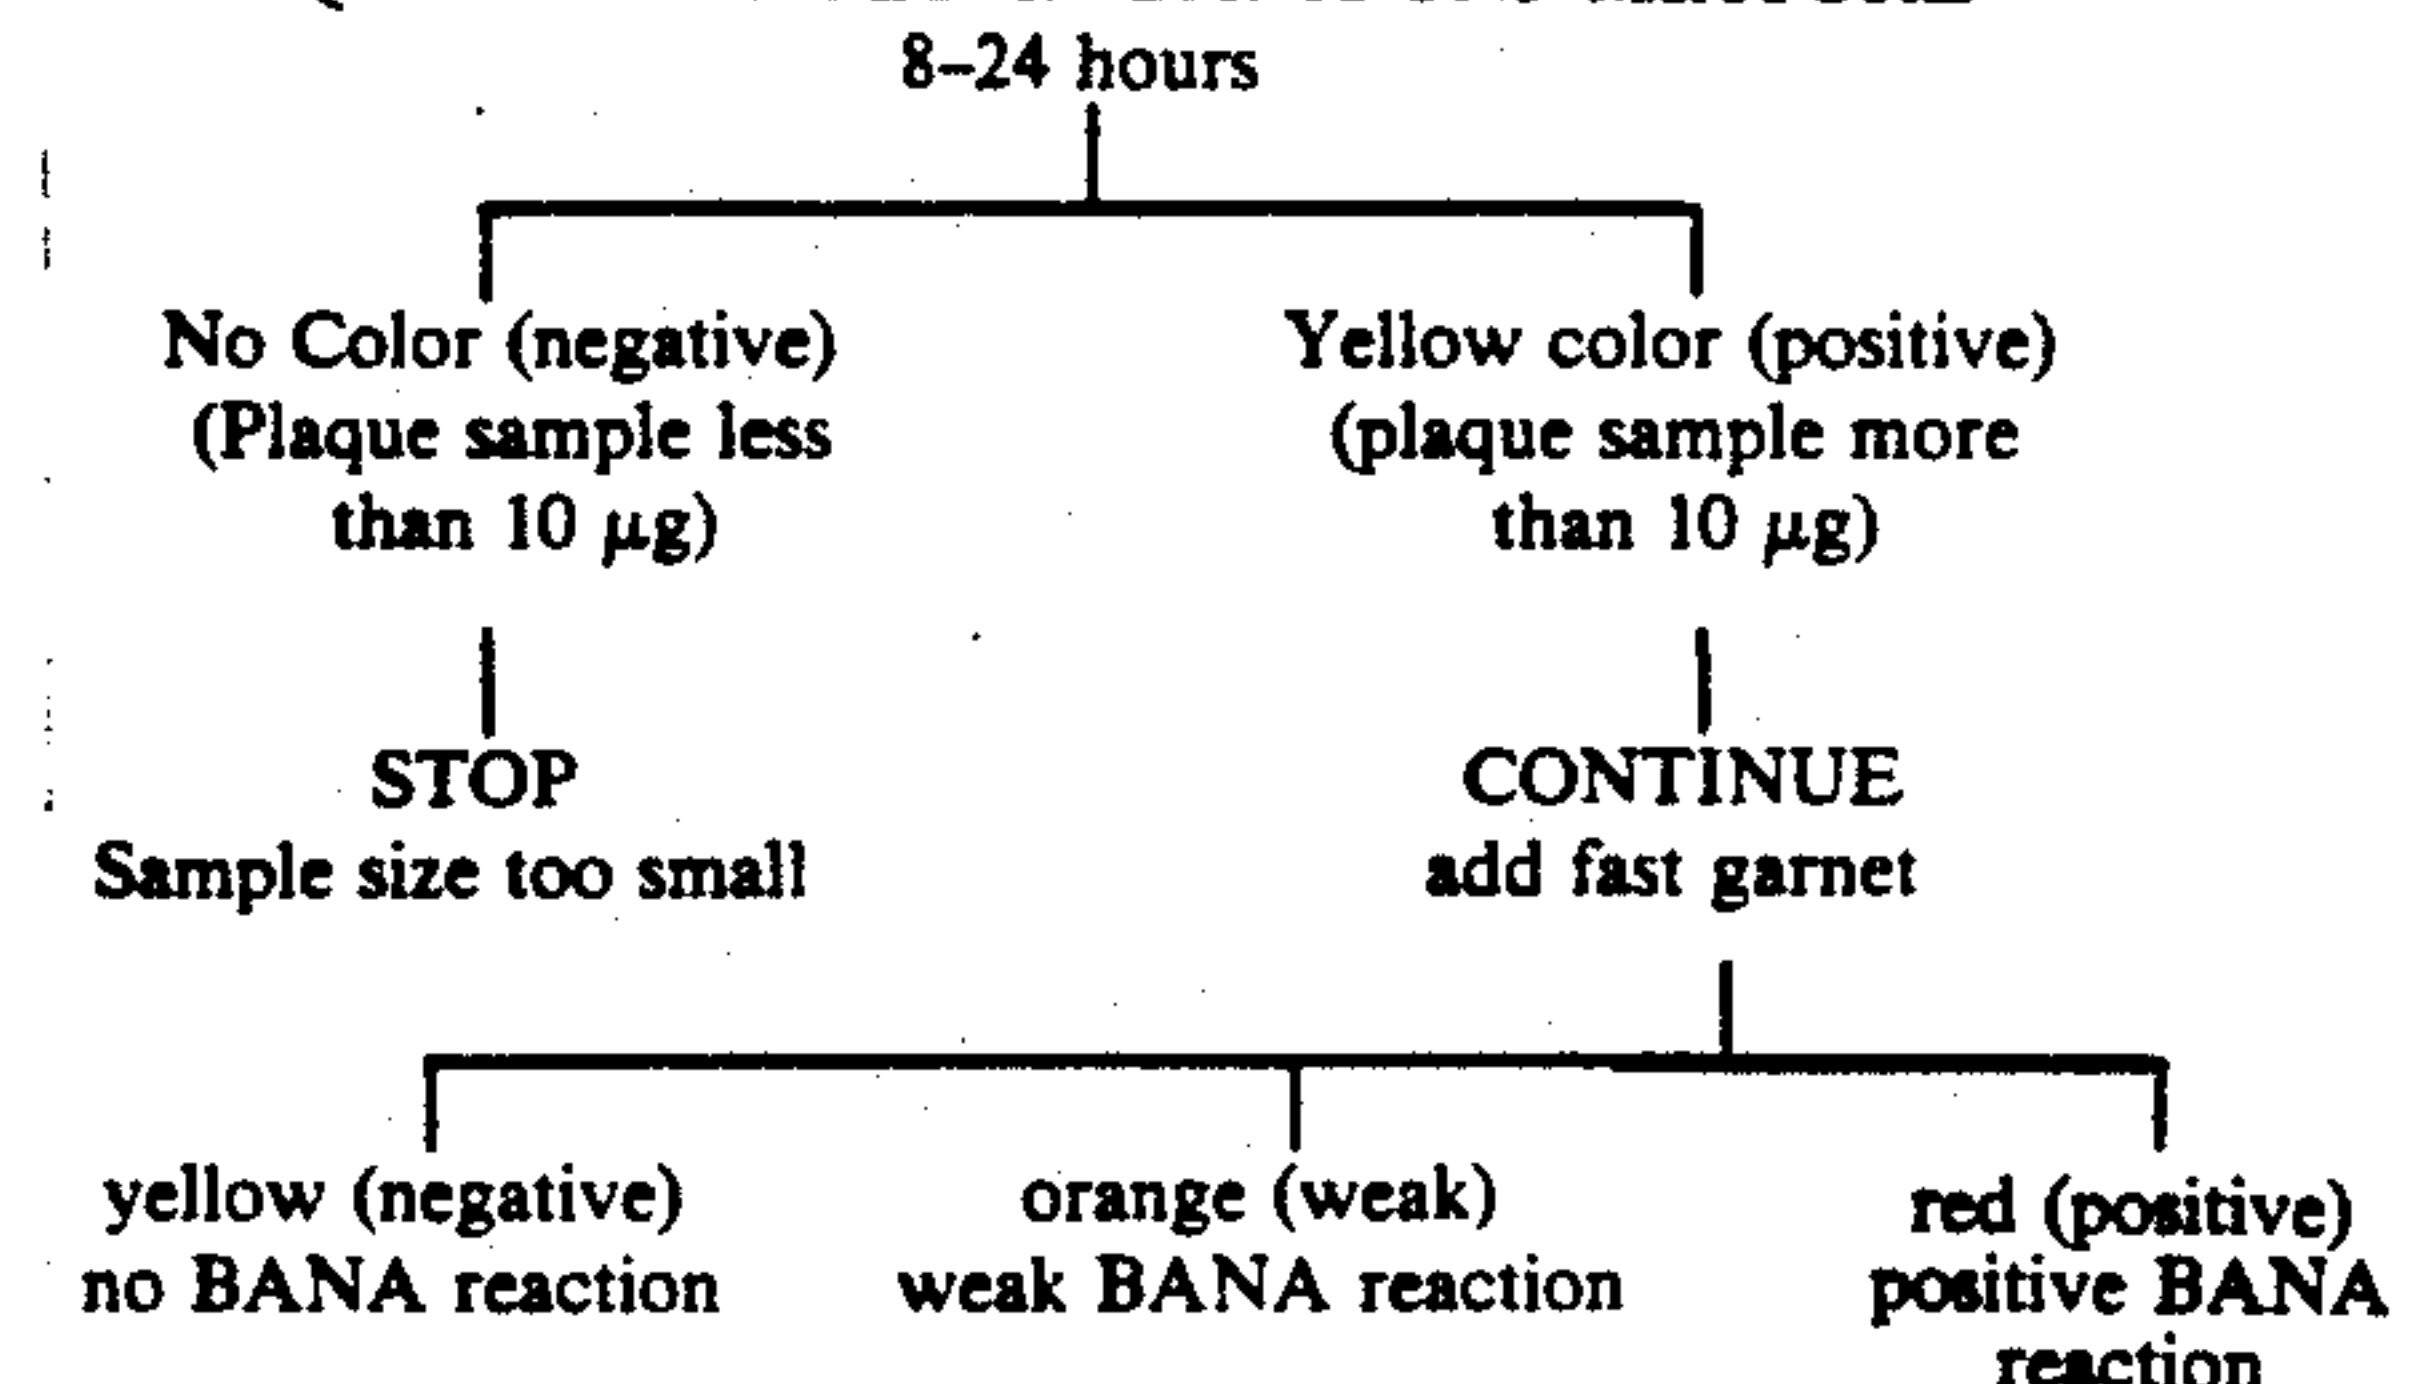 8–24 hours
No Color (negative)
(Plaque sample less
than 10 μg)
Yellow color (positive)
(plaque sample more
than 10 μg)
STOP
Sample size too small
CONTINUE
add fast garnet
yellow (negative)
no BANA reaction
orange (weak)
weak BANA reaction
red (positive)
positive BANA
reaction